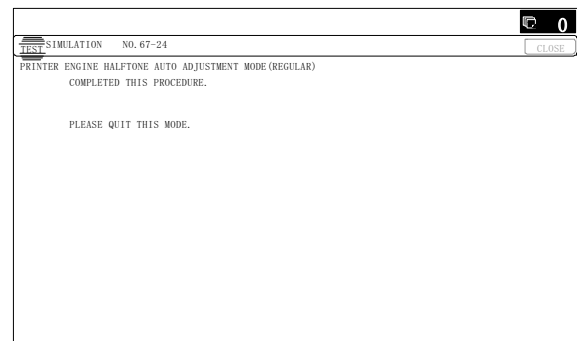 0
TEST SIMULATION NO.67-24
CLOSE
PRINTER ENGINE HALFTONE AUTO ADJUSTMENT MODE(REGULAR)
COMPLETED THIS PROCEDURE.
PLEASE QUIT THIS MODE.